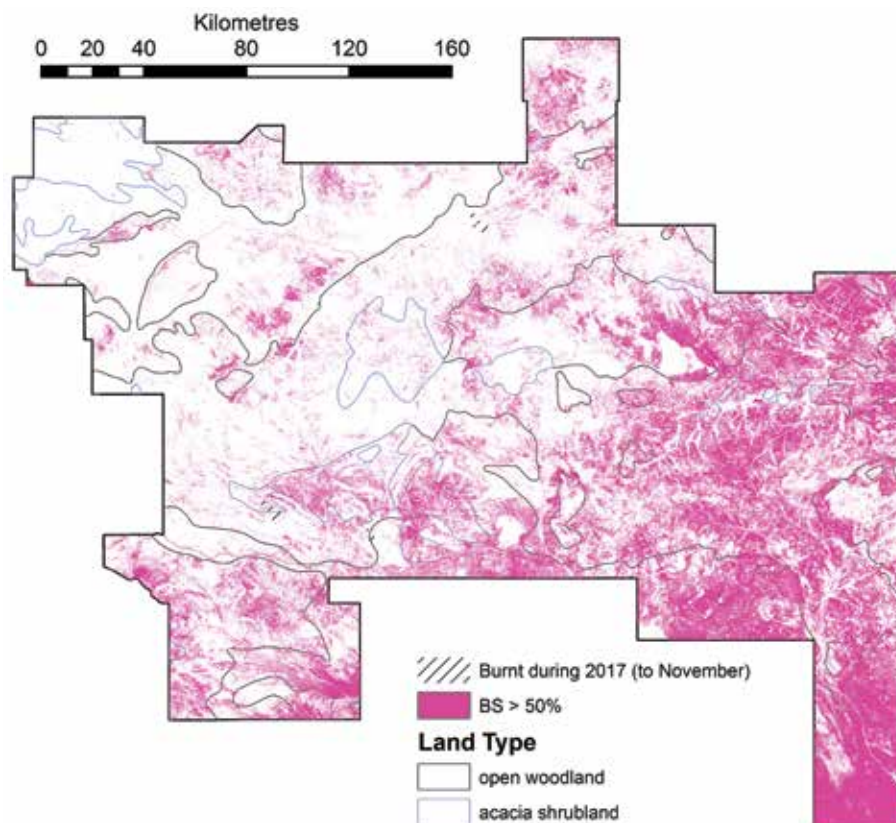 Kilometres
0 20 40 80 120 160
Burnt during 2017 (to November)
BS > 50%
Land Type
open woodland
acacia shrubland